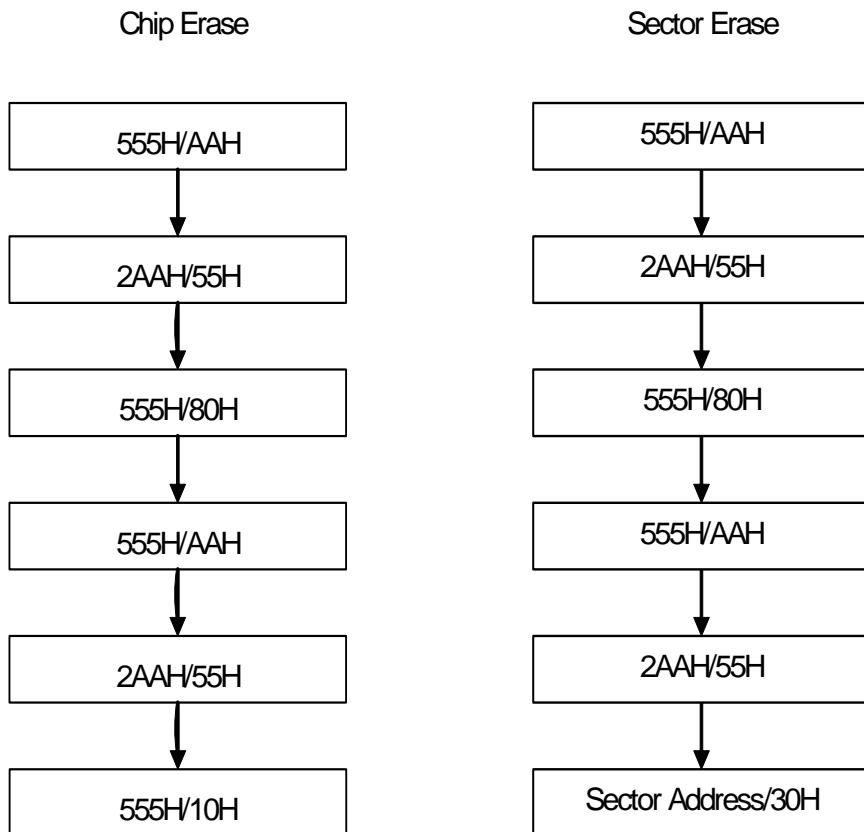 Chip Erase
555H/AAH
2AAH/55H
555H/80H
555H/AAH
2AAH/55H
555H/10H
Sector Erase
555H/AAH
2AAH/55H
555H/80H
555H/AAH
2AAH/55H
Sector Address/30H